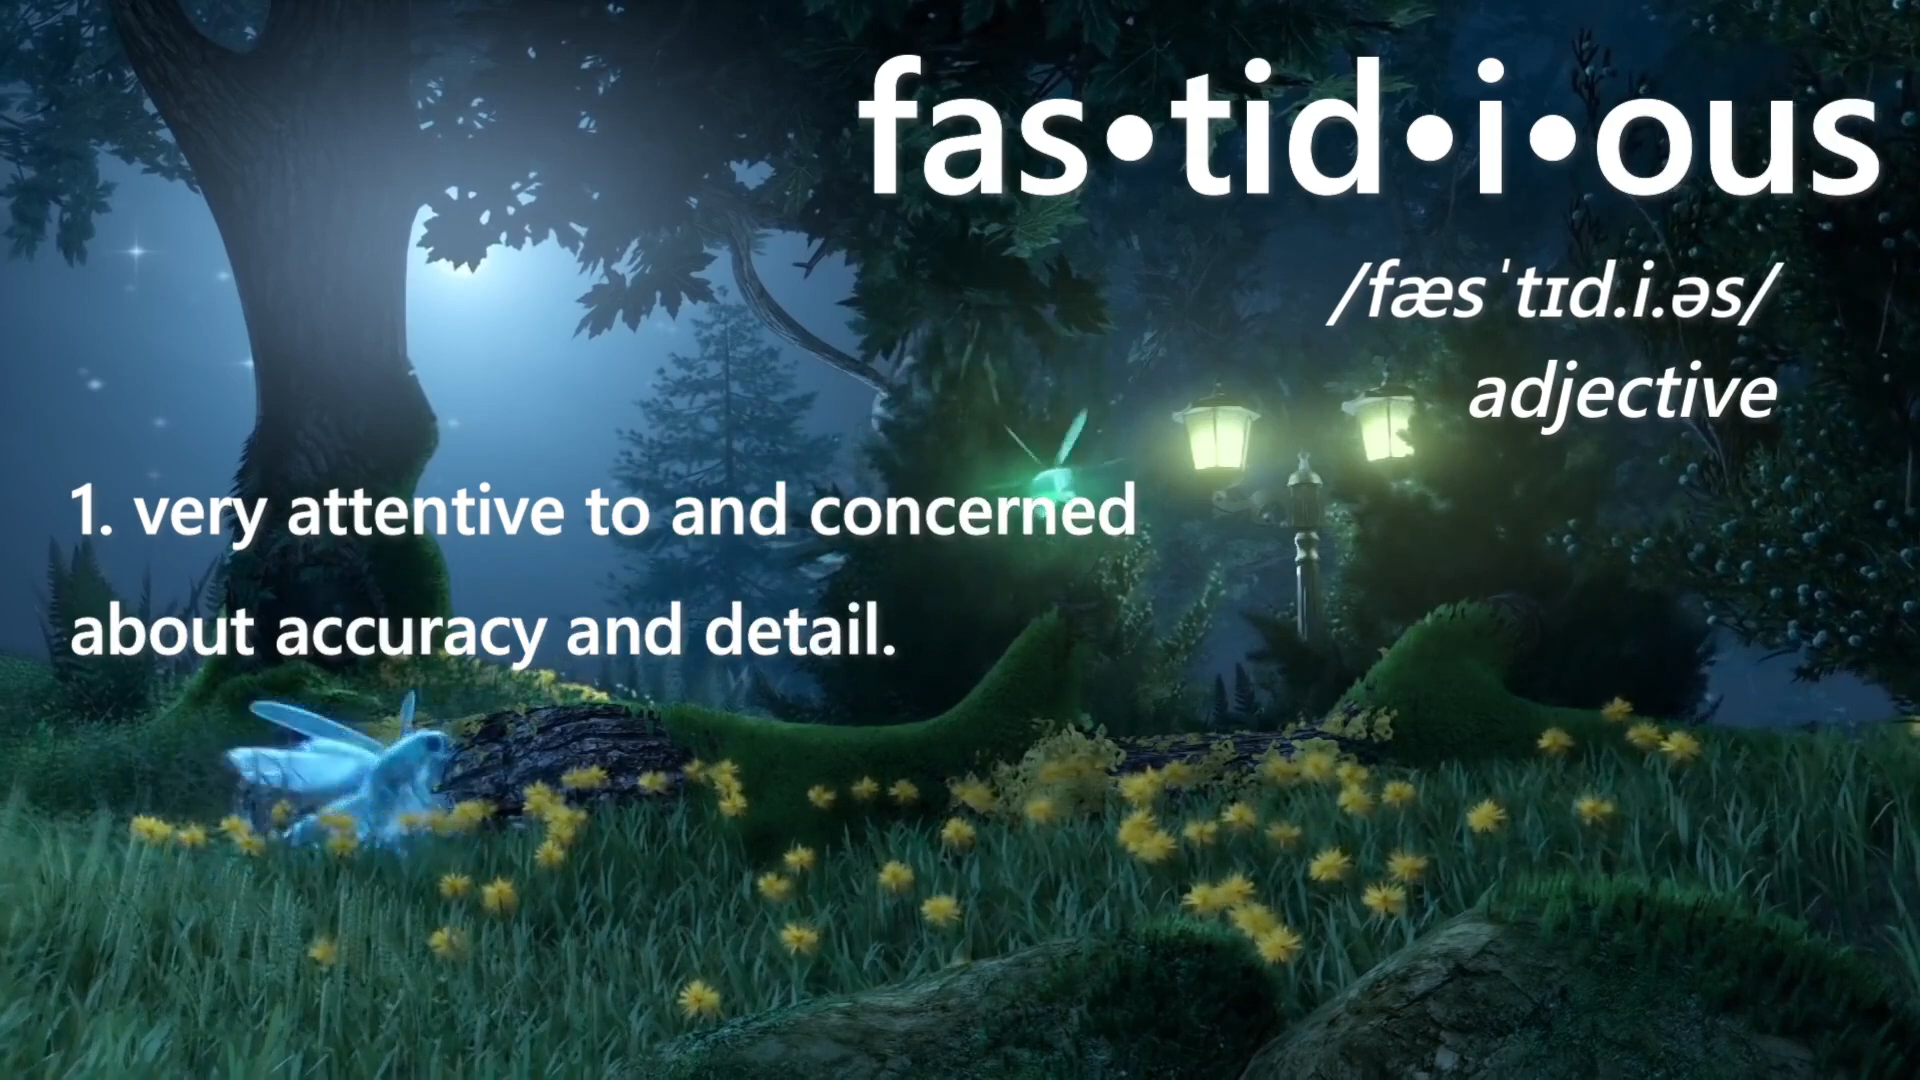 fas•tid•i•ous
/fæsˈtɪd.i.əs/
adjective
1. very attentive to and concerned
about accuracy and detail.